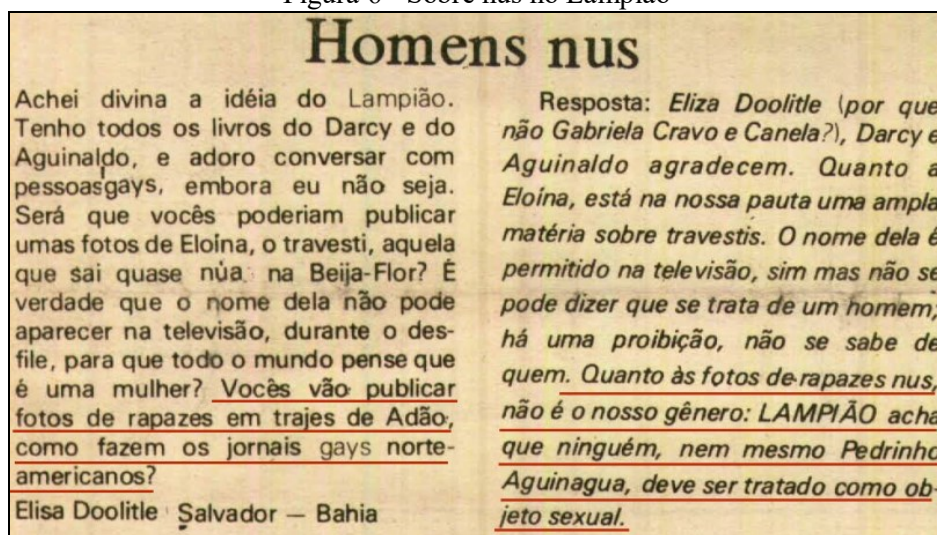 Figura 6 - Sobre nus no Lampião
Homens nus
Achei divina a idéia do Lampião.
Tenho todos os livros do Darcy e do
Aguinaldo, e adoro conversar com
pessoas gays, embora eu não seja.
Será que vocês poderiam publicar
umas fotos de Eloína, o travesti, aquela
que sai quase núa na Beija-Flor? É
verdade que o nome dela não pode
aparecer na televisão, durante o des-
file, para que todo o mundo pense que
é uma mulher? Vocês vão publicar
fotos de rapazes em trajes de Adão,
como fazem os jornais gays norte-
americanos?
Elisa Doolitle Salvador — Bahia
Resposta: Eliza Doolitle (por que
não Gabriela Cravo e Canela?), Darcy e
Aguinaldo agradecem. Quanto a
Eloína, está na nossa pauta uma ampla
matéria sobre travestis. O nome dela é
permitido na televisão, sim mas não se
pode dizer que se trata de um homem;
há uma proibição, não se sabe de
quem. Quanto às fotos de rapazes nus,
não é o nosso gênero: LAMPIÃO acha
que ninguém, nem mesmo Pedrinho
Aguinagua, deve ser tratado como ob-
jeto sexual.